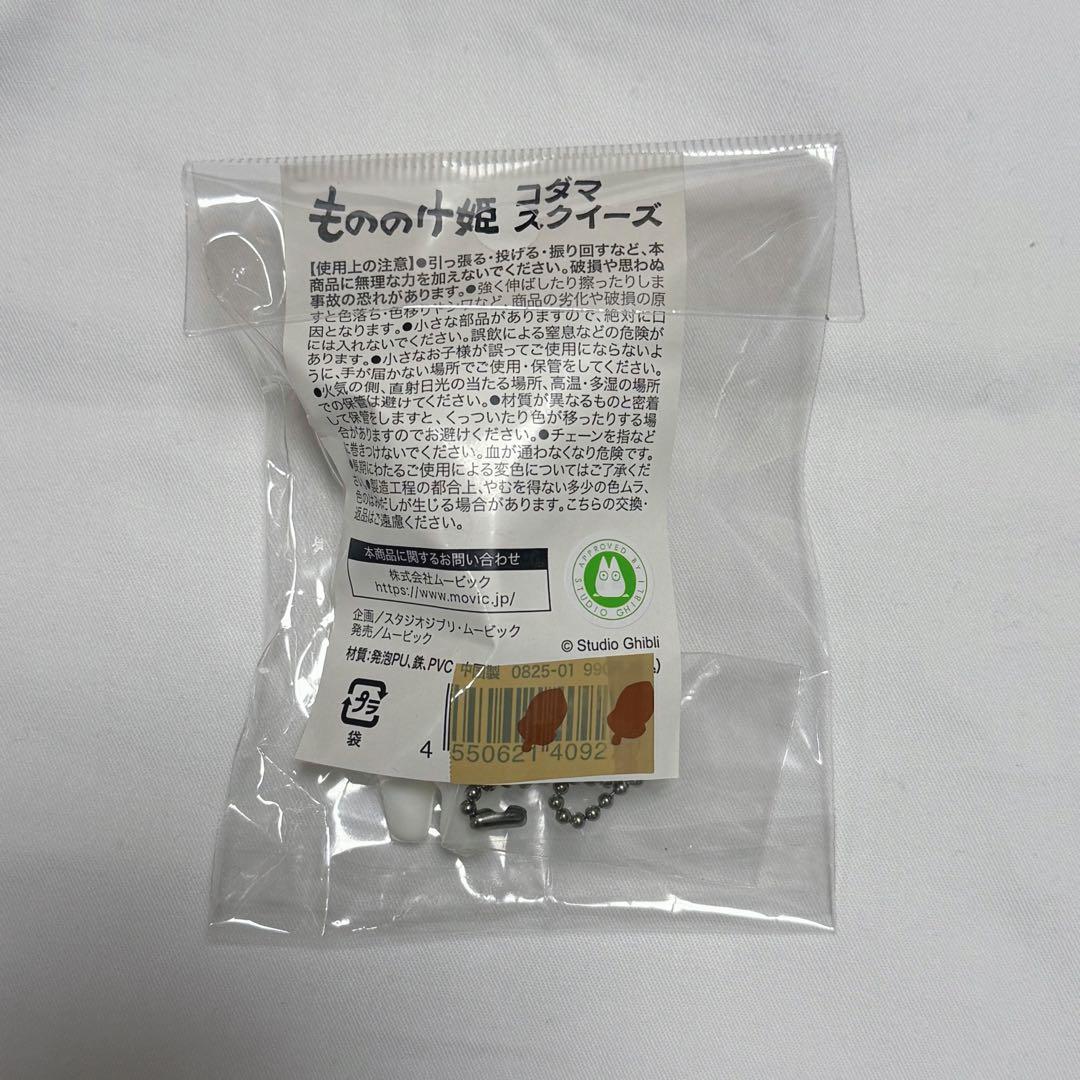 もののけ姫 コダマ
スクイーズ
【使用上の注意】●引っ張る・投げる・振り回すなど、本
商品に無理な力を加えないでください。破損や思わぬ
事故の恐れがあります。●強く伸ばしたり擦ったりしま
すと色落ち・色移りやシワなど、商品の劣化や破損の原
因となります。●小さな部品がありますので、絶対に口
には入れないでください。誤飲による窒息などの危険が
あります。●小さなお子様が誤ってご使用にならないよ
うに、手が届かない場所でご使用・保管をしてください。
●火気の側、直射日光の当たる場所、高温・多湿の場所
での保管は避けてください。●材質が異なるものと密着
して保管をしますと、くっついたり色が移ったりする場
合がありますのでお避けください。●チェーンを指など
に巻きつけないでください。血が通わなくなり危険です。
●長期にわたるご使用による変色についてはご了承くだ
さい。●製造工程の都合上、やむを得ない多少の色ムラ、
色のはみだしが生じる場合があります。こちらの交換・
返品はご遠慮ください。
本商品に関するお問い合わせ
株式会社ムービック
https://www.movic.jp/
APPROVED BY STUDIO GHIBLI
企画/スタジオジブリ・ムービック
発売/ムービック
© Studio Ghibli
材質:発泡PU、鉄、PVC 中国製 0825-01 990
プラ
袋
4 550621 4092